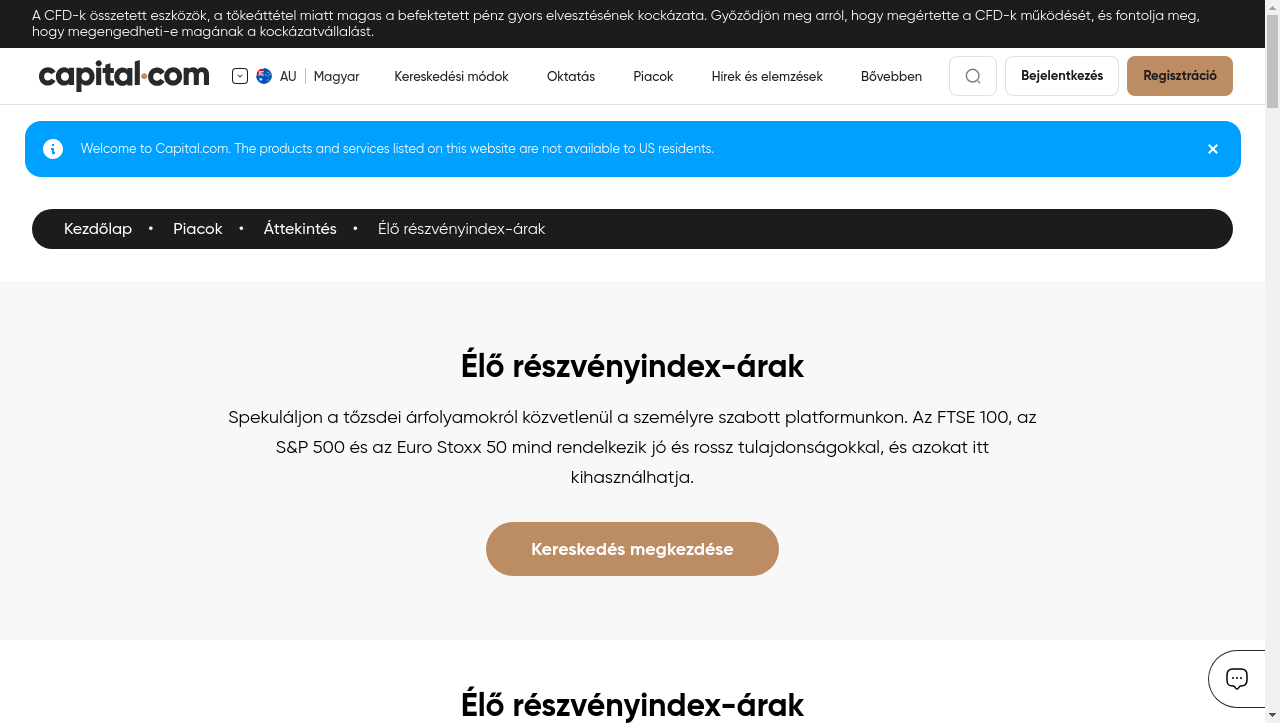 A CFD-k összetett eszközök, a tőkeáttétel miatt magas a befektetett pénz gyors elvesztésének kockázata. Győződjön meg arról, hogy megértette a CFD-k működését, és fontolja meg,
hogy megengedheti-e magának a kockázatvállalást.
capital.com
AU
Magyar
Kereskedési módok
Oktatás
Piacok
Hírek és elemzések
Bővebben
Bejelentkezés
Regisztráció
Welcome to Capital.com. The products and services listed on this website are not available to US residents.
Kezdőlap • Piacok • Áttekintés • Élő részvényindex-árak
Élő részvényindex-árak
Spekuláljon a tőzsdei árfolyamokról közvetlenül a személyre szabott platformunkon. Az FTSE 100, az
S&P 500 és az Euro Stoxx 50 mind rendelkezik jó és rossz tulajdonságokkal, és azokat itt
kihasználhatja.
Kereskedés megkezdése
Élő részvényindex-árak